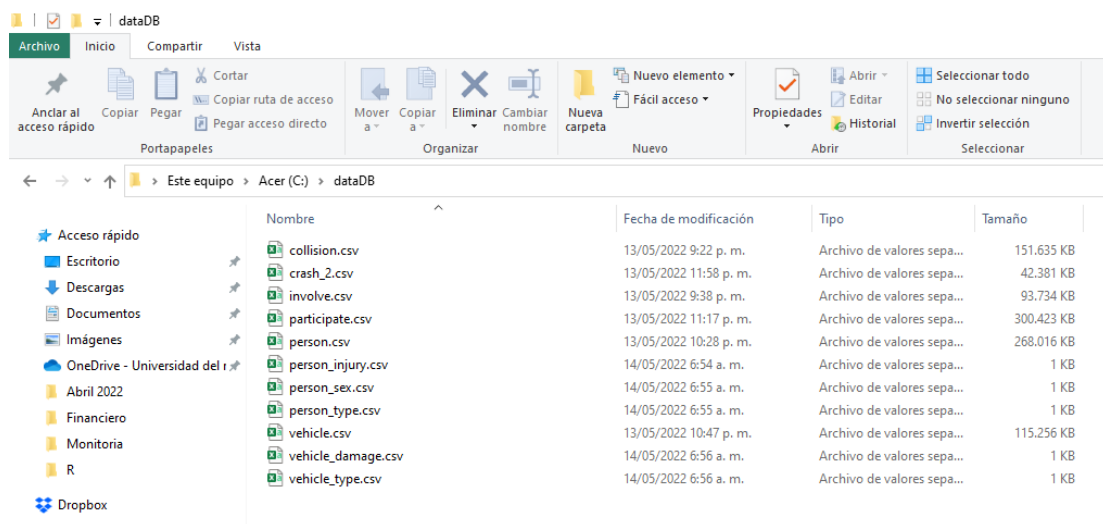 dataDB
Archivo Inicio Compartir Vista
Anclar al acceso rápido
Copiar
Pegar
Cortar
Copiar ruta de acceso
Pegar acceso directo
Portapapeles
Mover a
Copiar a
Eliminar
Cambiar nombre
Organizar
Nueva carpeta
Nuevo elemento
Fácil acceso
Nuevo
Propiedades
Abrir
Editar
Historial
Abrir
Seleccionar todo
No seleccionar ninguno
Invertir selección
Seleccionar
Este equipo > Acer (C:) > dataDB
Acceso rápido
Escritorio
Descargas
Documentos
Imágenes
OneDrive - Universidad del
Abril 2022
Financiero
Monitoria
R
Dropbox
Nombre Fecha de modificación Tipo Tamaño
collision.csv 13/05/2022 9:22 p. m. Archivo de valores sepa... 151.635 KB
crash_2.csv 13/05/2022 11:58 p. m. Archivo de valores sepa... 42.381 KB
involve.csv 13/05/2022 9:38 p. m. Archivo de valores sepa... 93.734 KB
participate.csv 13/05/2022 11:17 p. m. Archivo de valores sepa... 300.423 KB
person.csv 13/05/2022 10:28 p. m. Archivo de valores sepa... 268.016 KB
person_injury.csv 14/05/2022 6:54 a. m. Archivo de valores sepa... 1 KB
person_sex.csv 14/05/2022 6:55 a. m. Archivo de valores sepa... 1 KB
person_type.csv 14/05/2022 6:55 a. m. Archivo de valores sepa... 1 KB
vehicle.csv 13/05/2022 10:47 p. m. Archivo de valores sepa... 115.256 KB
vehicle_damage.csv 14/05/2022 6:56 a. m. Archivo de valores sepa... 1 KB
vehicle_type.csv 14/05/2022 6:56 a. m. Archivo de valores sepa... 1 KB